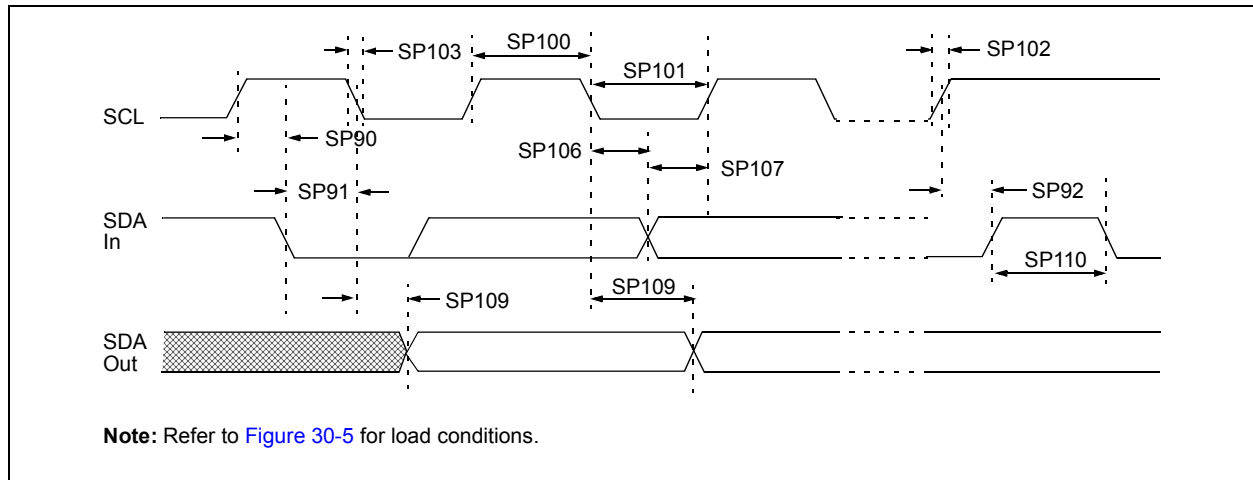 SP103
SP100
SP102
SP101
SCL
SP90
SP106
SP107
SP91
SP92
SDA
In
SP110
SP109
SP109
SDA
Out
Note: Refer to Figure 30-5 for load conditions.